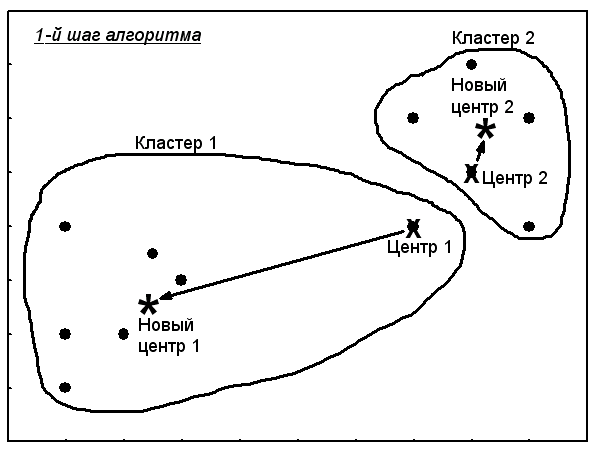 1-й шаг алгоритма
Кластер 2
Новый
центр 2
Центр 2
Кластер 1
Центр 1
Новый
центр 1